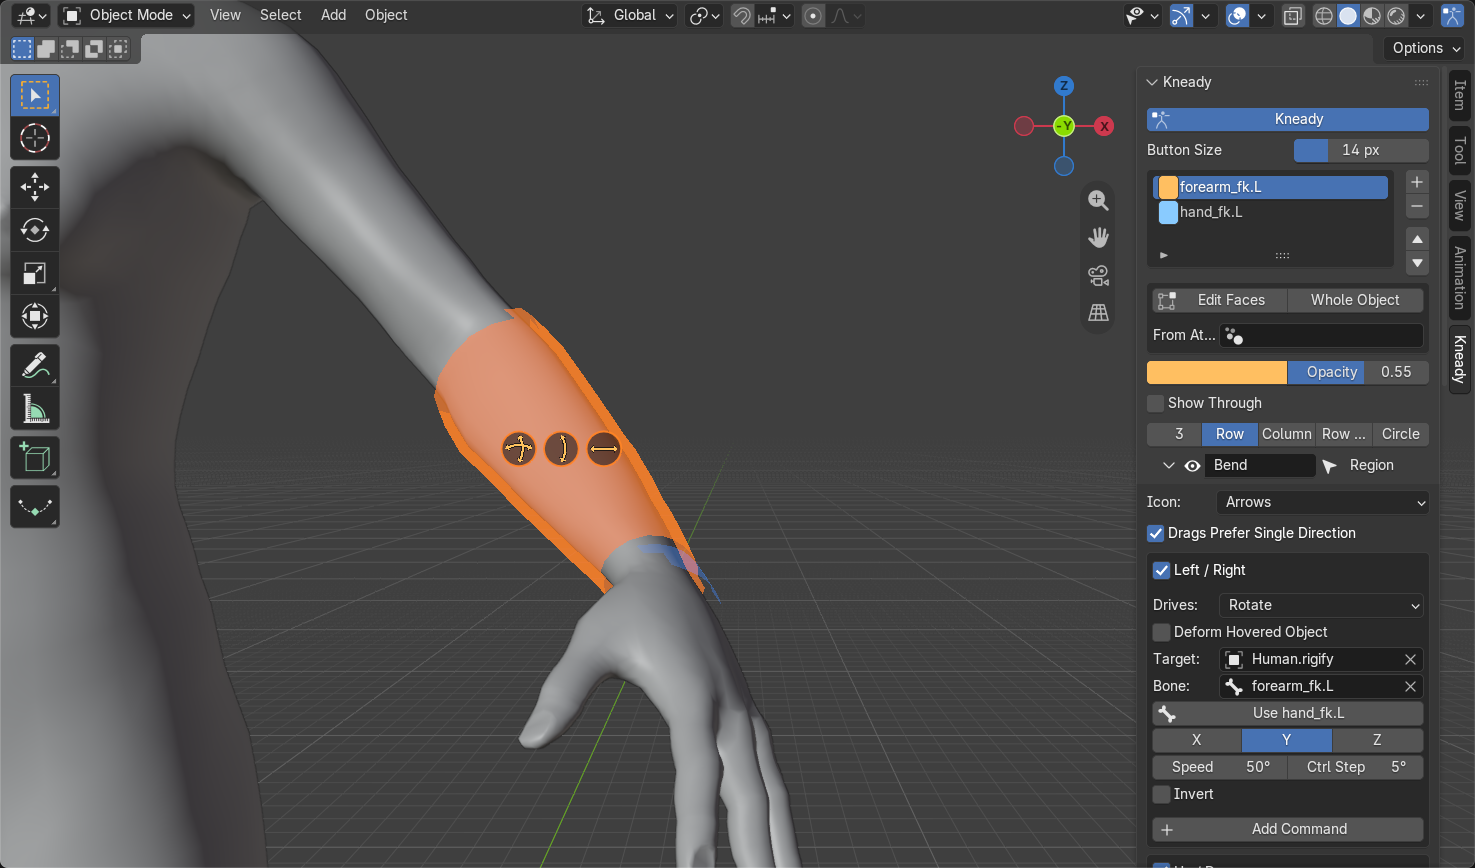 Object Mode View Select Add Object Global
Options
Z
-Y X
Kneady
Kneady
Button Size 14 px
forearm_fk.L
hand_fk.L
Edit Faces Whole Object
From At...
Opacity 0.55
Show Through
3 Row Column Row ... Circle
Bend Region
Icon: Arrows
Drags Prefer Single Direction
Left / Right
Drives: Rotate
Deform Hovered Object
Target: Human.rigify
Bone: forearm_fk.L
Use hand_fk.L
X Y Z
Speed 50° Ctrl Step 5°
Invert
Add Command
Item
Tool
View
Animation
Kneady